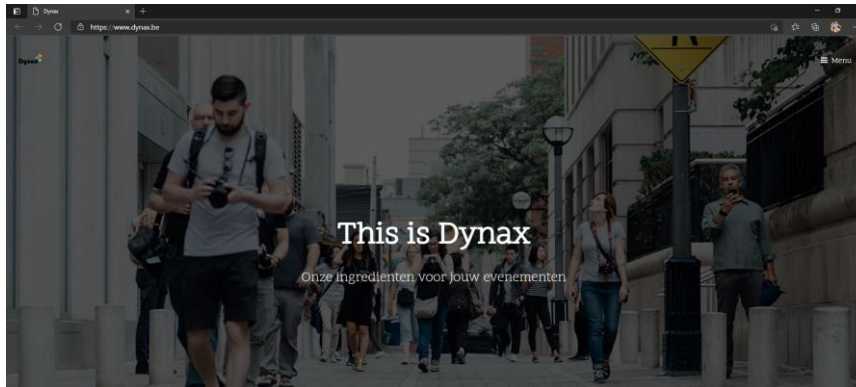 Dynax
https://www.dynax.be
Dynax
Menu
This is Dynax
Onze ingredienten voor jouw evenementen